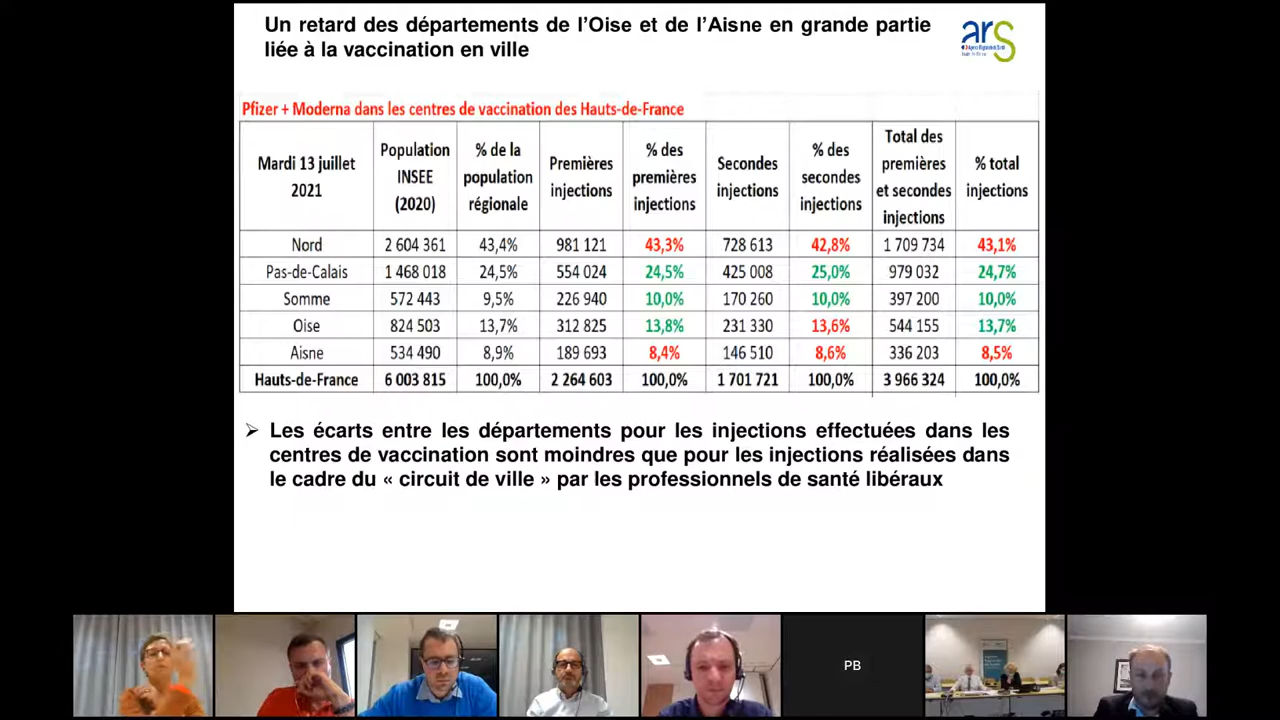 Un retard des départements de l'Oise et de l'Aisne en grande partie
liée à la vaccination en ville
ars
Pfizer + Moderna dans les centres de vaccination des Hauts-de-France
Mardi 13 juillet 2021 | Population INSEE (2020) | % de la population régionale | Premières injections | % des premières injections | Secondes injections | % des secondes injections | Total des premières et secondes injections | % total injections
Nord 2 604 361 43,4% 981 121 43,3% 728 613 42,8% 1 709 734 43,1%
Pas-de-Calais 1 468 018 24,5% 554 024 24,5% 425 008 25,0% 979 032 24,7%
Somme 572 443 9,5% 226 940 10,0% 170 260 10,0% 397 200 10,0%
Oise 824 503 13,7% 312 825 13,8% 231 330 13,6% 544 155 13,7%
Aisne 534 490 8,9% 189 693 8,4% 146 510 8,6% 336 203 8,5%
Hauts-de-France 6 003 815 100,0% 2 264 603 100,0% 1 701 721 100,0% 3 966 324 100,0%
➢ Les écarts entre les départements pour les injections effectuées dans les
centres de vaccination sont moindres que pour les injections réalisées dans
le cadre du « circuit de ville » par les professionnels de santé libéraux
PB